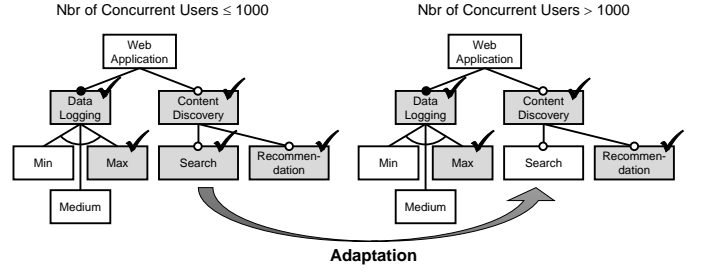 Nbr of Concurrent Users ≤ 1000
Web
Application
Data
Logging
Content
Discovery
Min
Max
Search
Recommen-
dation
Medium
Nbr of Concurrent Users > 1000
Web
Application
Data
Logging
Content
Discovery
Min
Max
Search
Recommen-
dation
Medium
Adaptation